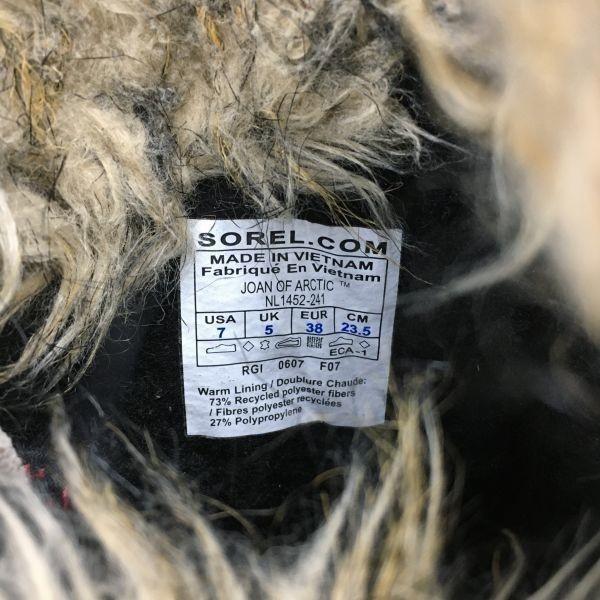 SOREL.COM
MADE IN VIETNAM
Fabriqué En Vietnam
JOAN OF ARCTIC ™
NL1452-241
USA UK EUR CM
7 5 38 23.5
ECA-1
RGI 0607 F07
Warm Lining / Doublure Chaude:
73% Recycled polyester fibers
/ Fibres polyester recyclées
27% Polypropylene